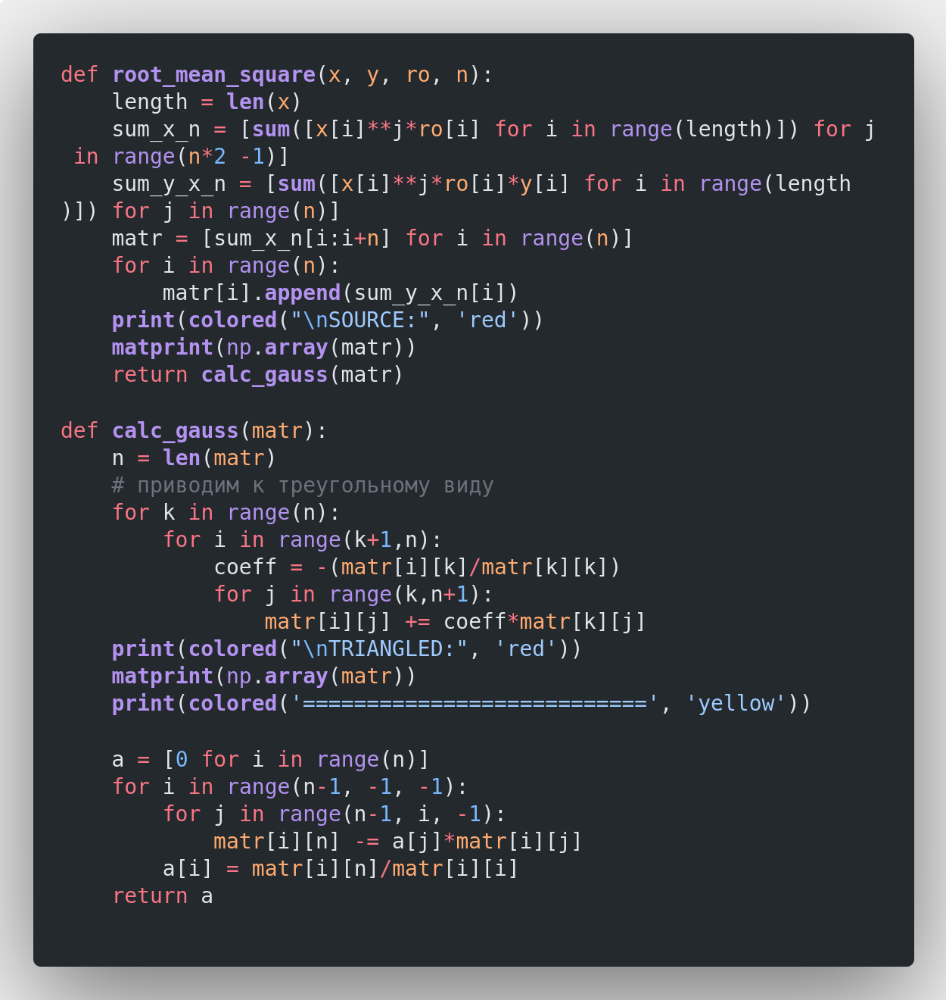 def root_mean_square(x, y, ro, n):
    length = len(x)
    sum_x_n = [sum([x[i]**j*ro[i] for i in range(length)]) for j
 in range(n*2 -1)]
    sum_y_x_n = [sum([x[i]**j*ro[i]*y[i] for i in range(length
)]) for j in range(n)]
    matr = [sum_x_n[i:i+n] for i in range(n)]
    for i in range(n):
        matr[i].append(sum_y_x_n[i])
    print(colored("\nSOURCE:", 'red'))
    matprint(np.array(matr))
    return calc_gauss(matr)

def calc_gauss(matr):
    n = len(matr)
    # приводим к треугольному виду
    for k in range(n):
        for i in range(k+1,n):
            coeff = -(matr[i][k]/matr[k][k])
            for j in range(k,n+1):
                matr[i][j] += coeff*matr[k][j]
    print(colored("\nTRIANGLED:", 'red'))
    matprint(np.array(matr))
    print(colored('===========================', 'yellow'))

    a = [0 for i in range(n)]
    for i in range(n-1, -1, -1):
        for j in range(n-1, i, -1):
            matr[i][n] -= a[j]*matr[i][j]
        a[i] = matr[i][n]/matr[i][i]
    return a